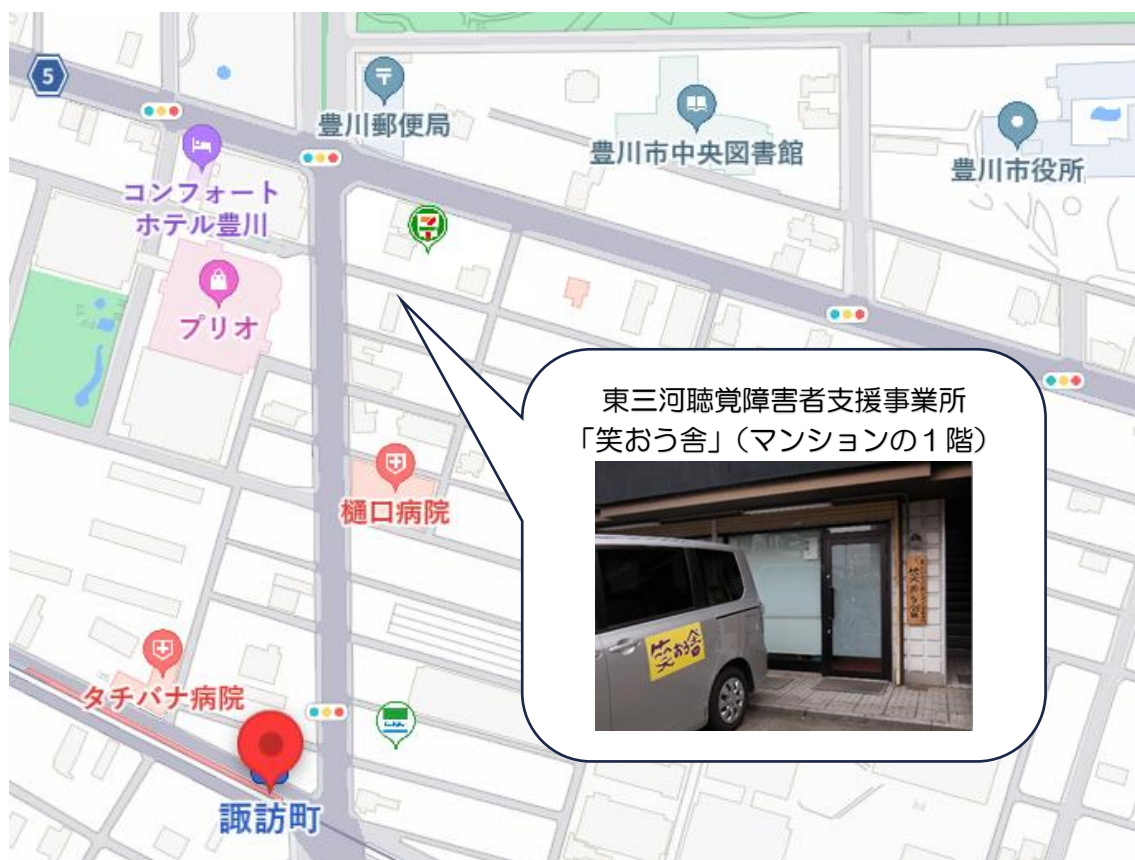 5
豊川郵便局
豊川市中央図書館
豊川市役所
コンフォート
ホテル豊川
プリオ
東三河聴覚障害者支援事業所
「笑おう舎」(マンションの1階)
笑おう舎
笑おう舎
樋口病院
タチバナ病院
諏訪町